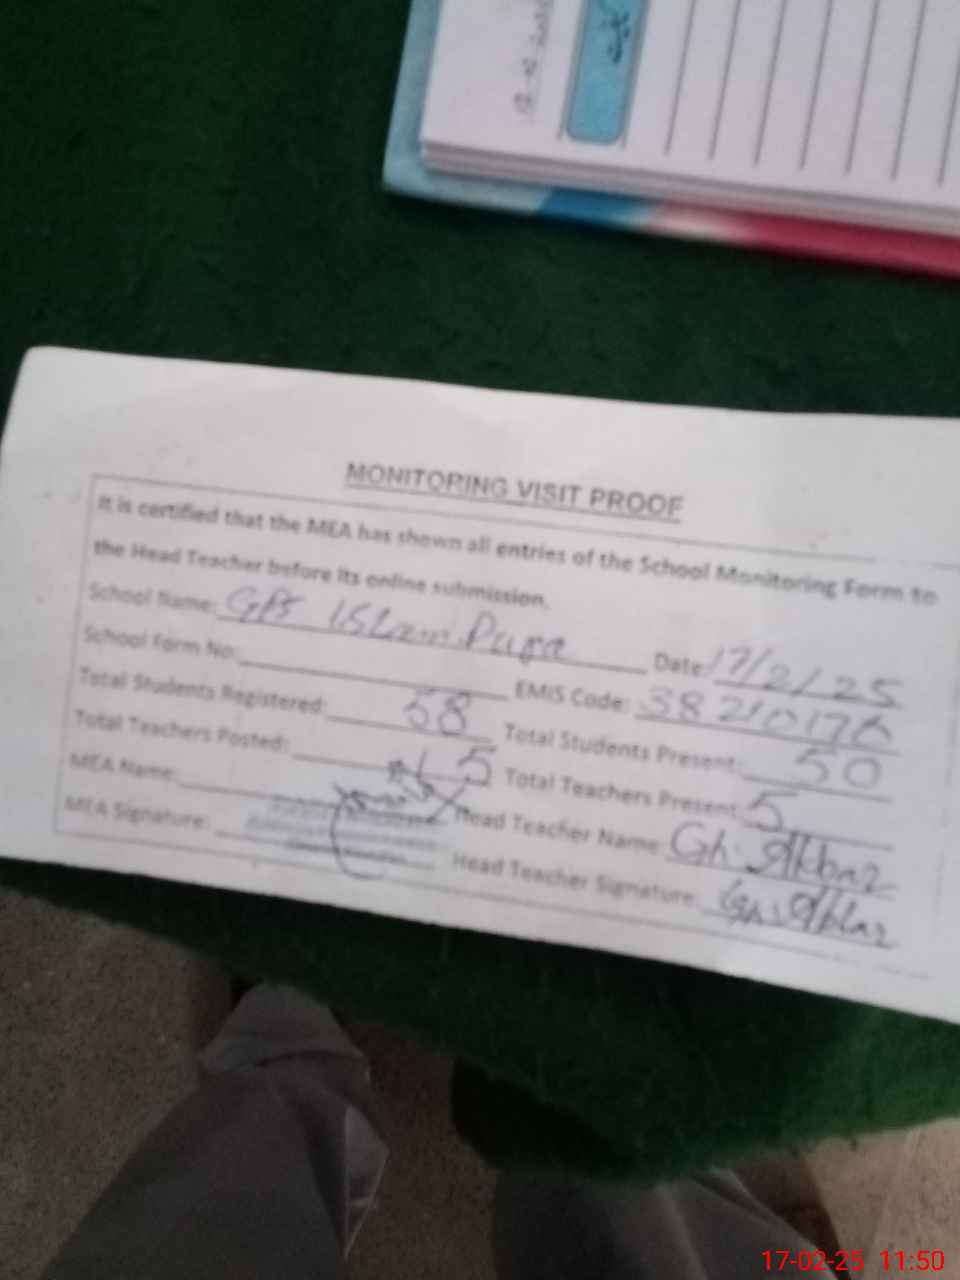 MONITORING VISIT PROOF
It is certified that the MEA has shown all entries of the School Monitoring Form to
the Head Teacher before its online submission.
School Name: GPS Islam Pura Date: 17/2/25
School Form No: EMIS Code: 38210176
Total Students Registered: 58 Total Students Present: 50
Total Teachers Posted: 5 Total Teachers Present: 5
MEA Name: Head Teacher Name: Gh. Akbar
MEA Signature: Head Teacher Signature: Gh. Akbar
17-02-25 11:50